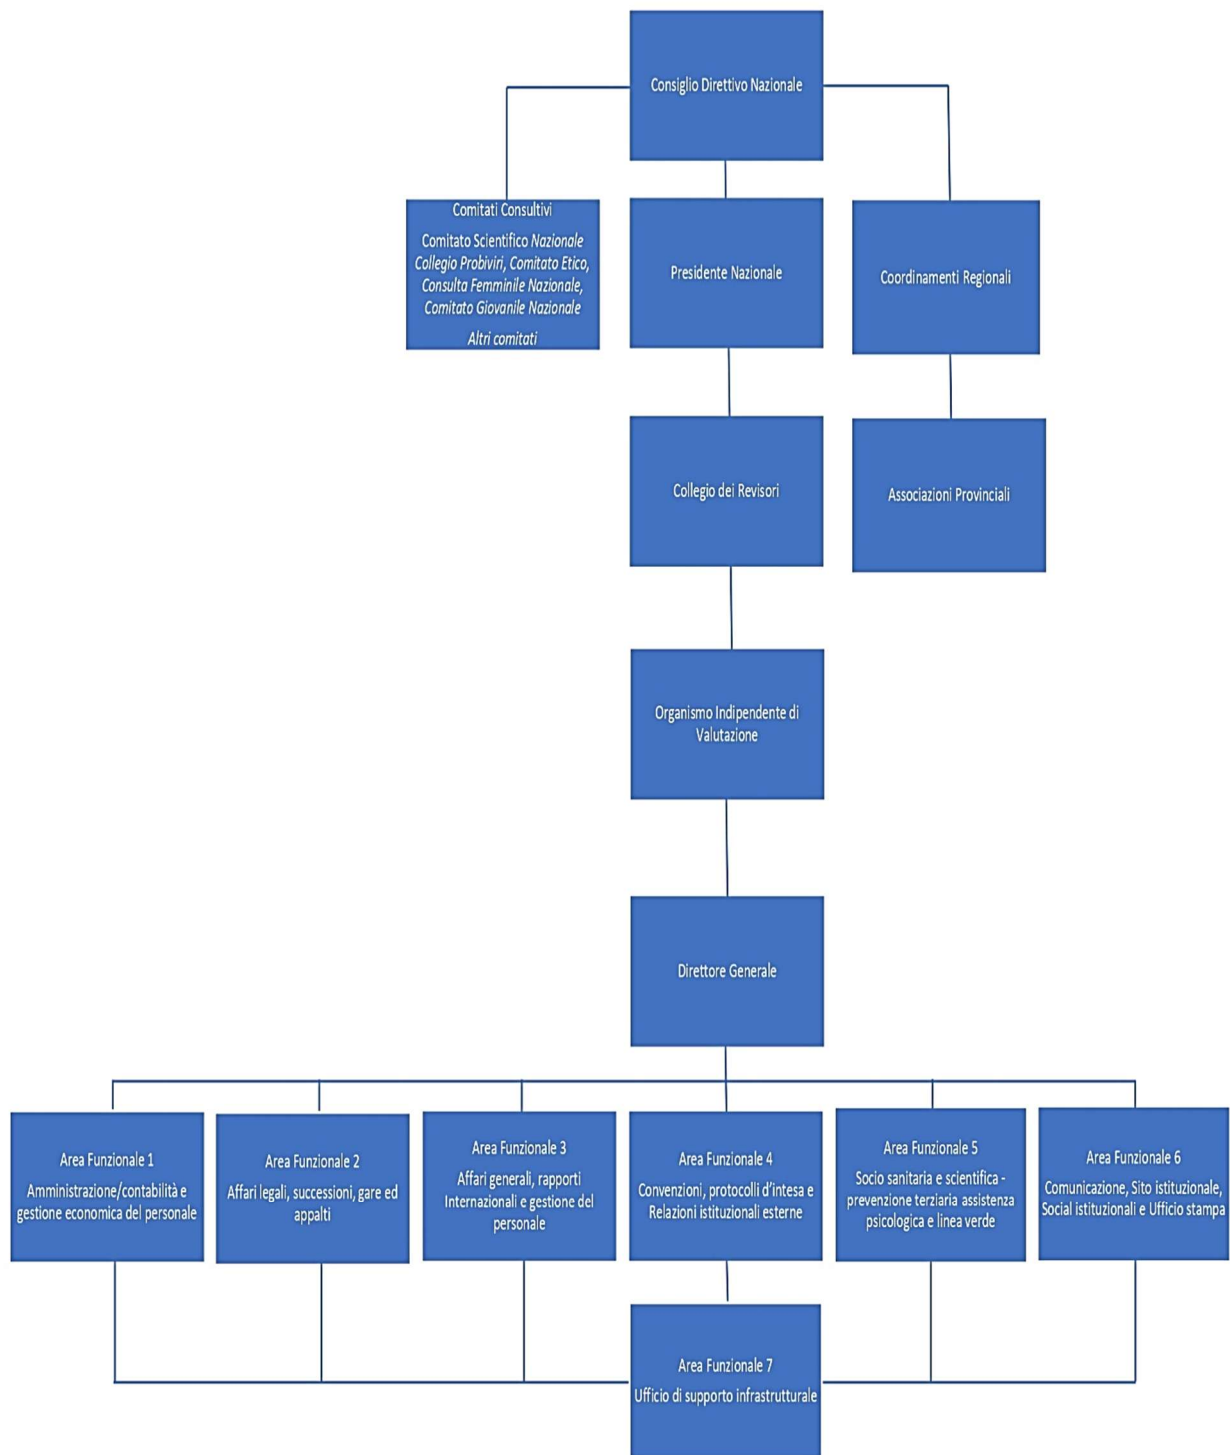 Consiglio Direttivo Nazionale
Comitati Consultivi
Comitato Scientifico Nazionale
Collegio Probiviri, Comitato Etico,
Consulta Femminile Nazionale,
Comitato Giovanile Nazionale
Altri comitati
Presidente Nazionale
Coordinamenti Regionali
Collegio dei Revisori
Associazioni Provinciali
Organismo Indipendente di
Valutazione
Direttore Generale
Area Funzionale 1
Amministrazione/contabilità e
gestione economica del personale
Area Funzionale 2
Affari legali, successioni, gare ed
appalti
Area Funzionale 3
Affari generali, rapporti
Internazionali e gestione del
personale
Area Funzionale 4
Convenzioni, protocolli d'intesa e
Relazioni istituzionali esterne
Area Funzionale 5
Socio sanitaria e scientifica -
prevenzione terziaria assistenza
psicologica e linea verde
Area Funzionale 6
Comunicazione, Sito istituzionale,
Social istituzionali e Ufficio stampa
Area Funzionale 7
Ufficio di supporto infrastrutturale